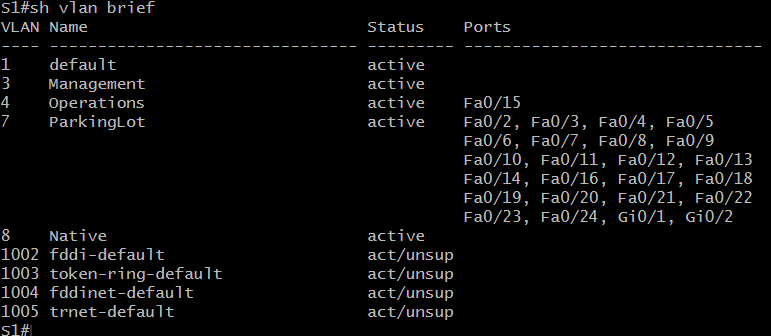 S1#sh vlan brief
VLAN Name                             Status    Ports
---- -------------------------------- --------- -------------------------------
1    default                          active
3    Management                       active
4    Operations                       active    Fa0/15
7    ParkingLot                       active    Fa0/2, Fa0/3, Fa0/4, Fa0/5
                                                Fa0/6, Fa0/7, Fa0/8, Fa0/9
                                                Fa0/10, Fa0/11, Fa0/12, Fa0/13
                                                Fa0/14, Fa0/16, Fa0/17, Fa0/18
                                                Fa0/19, Fa0/20, Fa0/21, Fa0/22
                                                Fa0/23, Fa0/24, Gi0/1, Gi0/2
8    Native                           active
1002 fddi-default                     act/unsup
1003 token-ring-default               act/unsup
1004 fddinet-default                  act/unsup
1005 trnet-default                    act/unsup
S1#